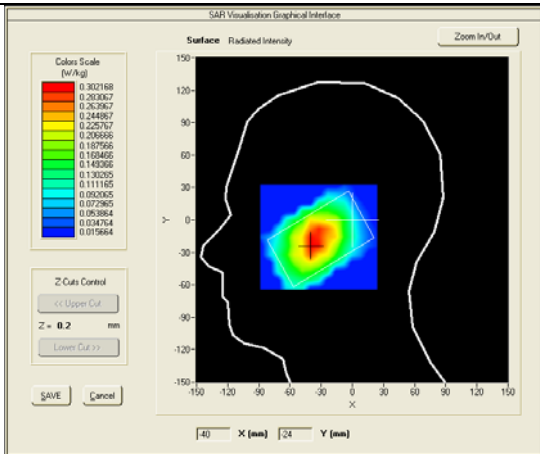 SAR Visualisation Graphical Interface
Surface Radiated Intensity
Zoom In/Out
Colors Scale
(W/kg)
0.302168
0.283067
0.263967
0.244867
0.225767
0.206666
0.187566
0.168466
0.149366
0.130265
0.111165
0.092065
0.072965
0.053864
0.034764
0.015664
Z Cuts Control
<< Upper Cut
Z = 0.2 mm
Lower Cut >>
SAVE
Cancel
150
120
90
60
30
0
-30
-60
-90
-120
-150
Y
-150 -120 -90 -60 -30 0 30 60 90 120 150
X
-40 X (mm) -24 Y (mm)